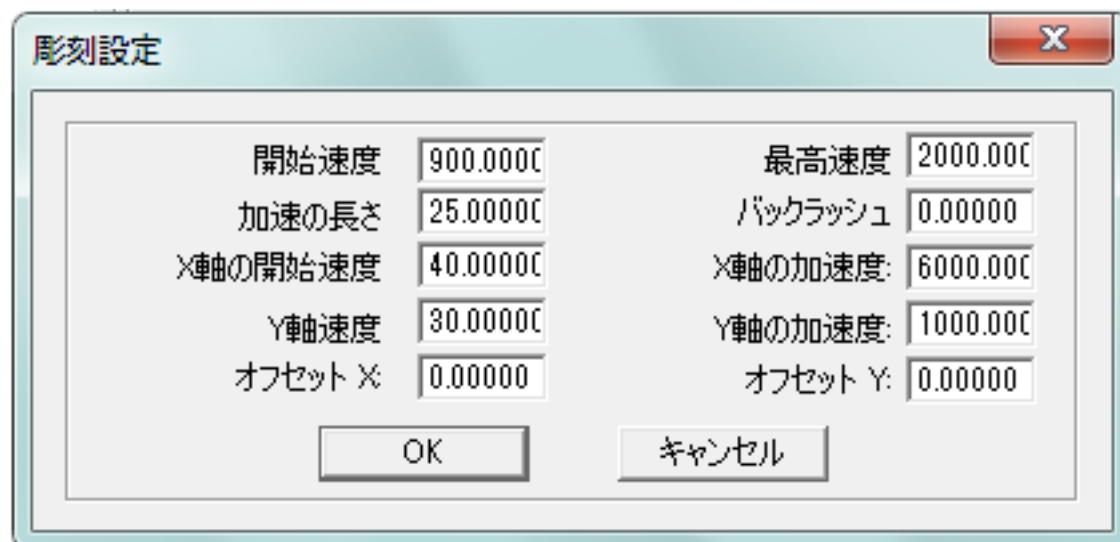 彫刻設定
開始速度 900.0000 最高速度 2000.000
加速の長さ 25.00000 バックラッシュ 0.00000
X軸の開始速度 40.00000 X軸の加速度: 6000.000
Y軸速度 30.00000 Y軸の加速度: 1000.000
オフセット X: 0.00000 オフセット Y: 0.00000
OK キャンセル